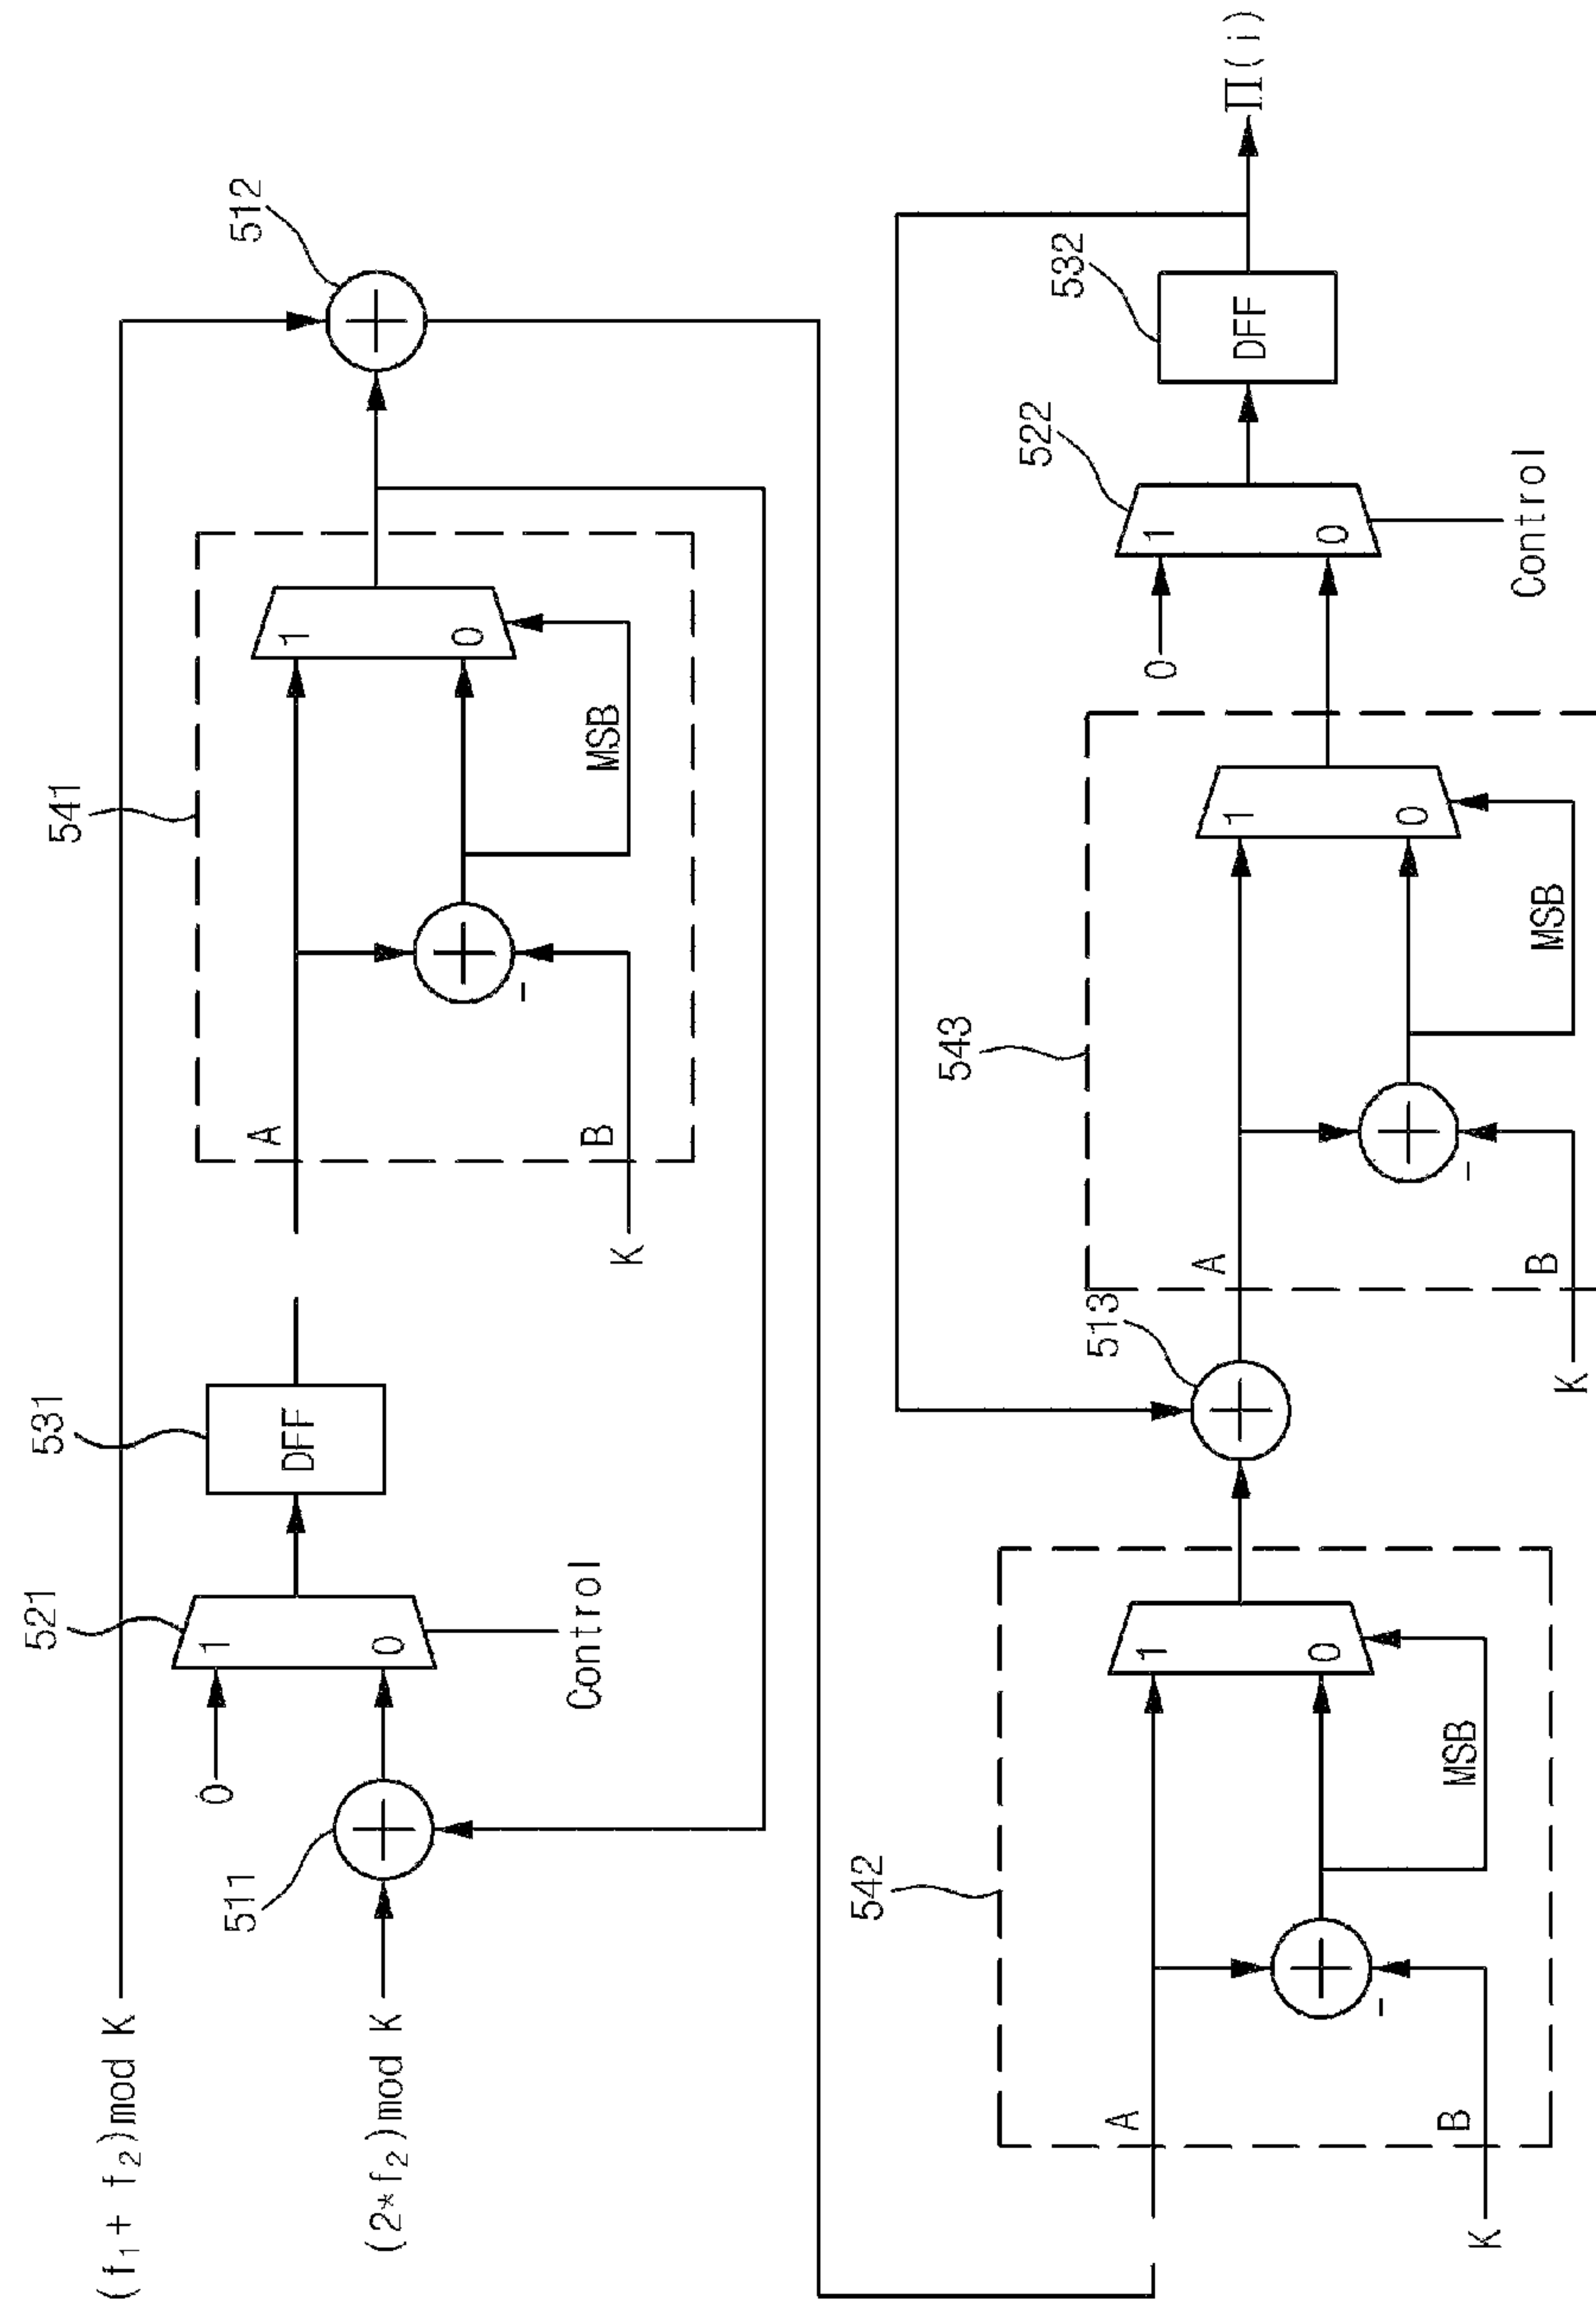 (f₁+ f₂)mod K
512
541
A
1
0
MSB
B
K
531
DFF
521
1
0
0
Control
511
(2*f₂)mod K
Π(i)
532
DFF
522
1
0
0
Control
543
A
1
0
MSB
B
K
-
513
542
A
1
0
MSB
B
K
-
-